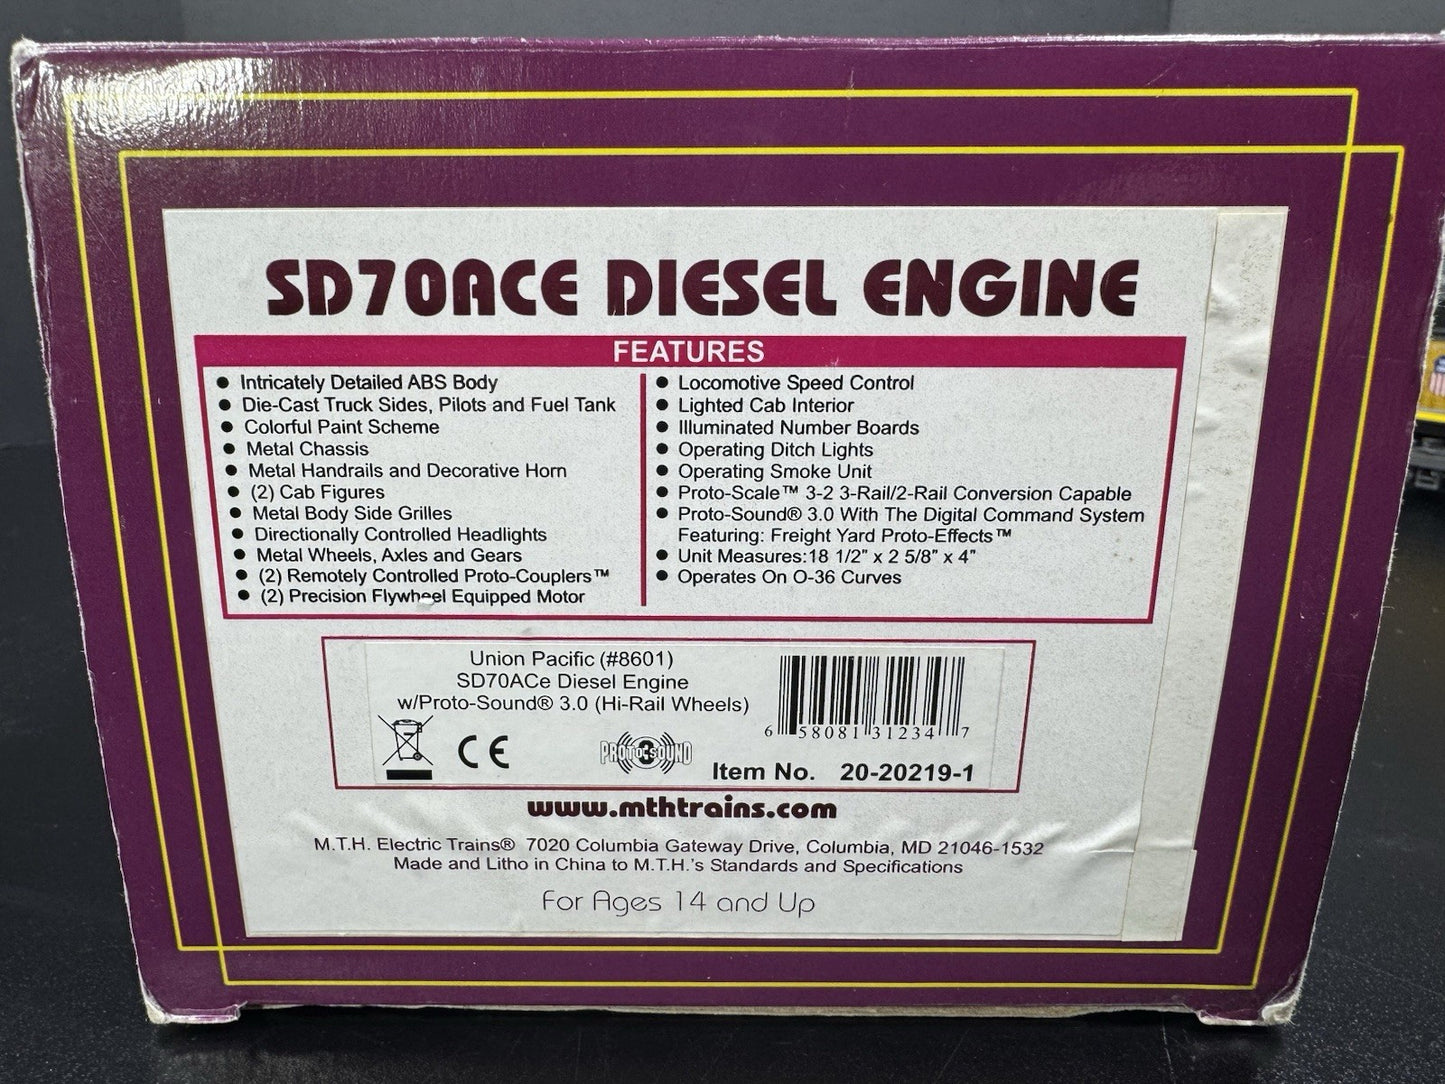 SD70ACE DIESEL ENGINE
FEATURES
● Intricately Detailed ABS Body
● Die-Cast Truck Sides, Pilots and Fuel Tank
● Colorful Paint Scheme
● Metal Chassis
● Metal Handrails and Decorative Horn
● (2) Cab Figures
● Metal Body Side Grilles
● Directionally Controlled Headlights
● Metal Wheels, Axles and Gears
● (2) Remotely Controlled Proto-Couplers™
● (2) Precision Flywheel Equipped Motor
● Locomotive Speed Control
● Lighted Cab Interior
● Illuminated Number Boards
● Operating Ditch Lights
● Operating Smoke Unit
● Proto-Scale™ 3-2 3-Rail/2-Rail Conversion Capable
● Proto-Sound® 3.0 With The Digital Command System
Featuring: Freight Yard Proto-Effects™
● Unit Measures:18 1/2” x 2 5/8” x 4”
● Operates On O-36 Curves
Union Pacific (#8601)
SD70ACe Diesel Engine
w/Proto-Sound® 3.0 (Hi-Rail Wheels)
6 58081 31234 7
CE
PROTO3SOUND
Item No. 20-20219-1
www.mthtrains.com
M.T.H. Electric Trains® 7020 Columbia Gateway Drive, Columbia, MD 21046-1532
Made and Litho in China to M.T.H.'s Standards and Specifications
For Ages 14 and Up